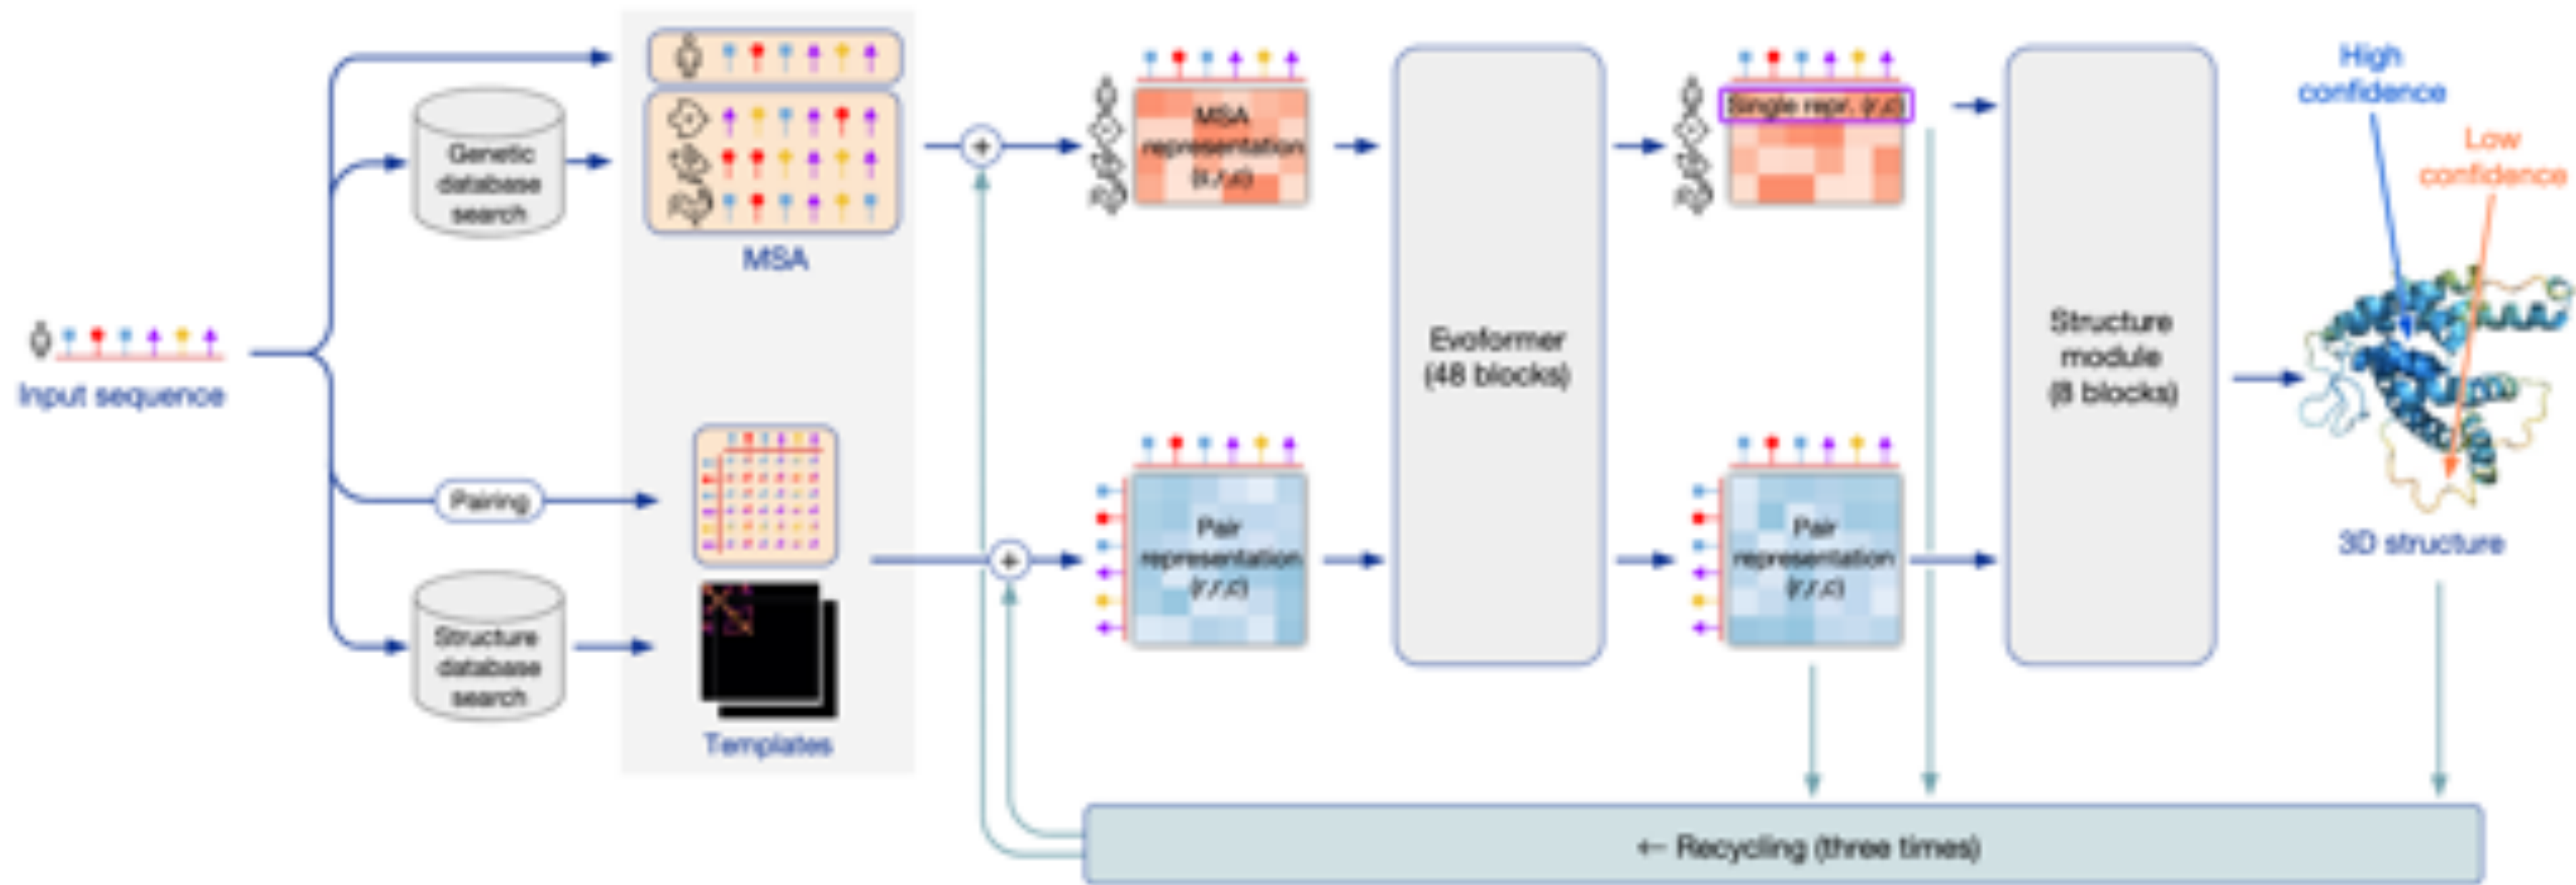 Input sequence
Genetic
database
search
Pairing
Structure
database
search
MSA
Templates
+
+
MSA
representation
(s,r,c)
Pair
representation
(r,r,c)
Evoformer
(48 blocks)
Single repr. (r,c)
Pair
representation
(r,r,c)
Structure
module
(8 blocks)
High
confidence
Low
confidence
3D structure
← Recycling (three times)